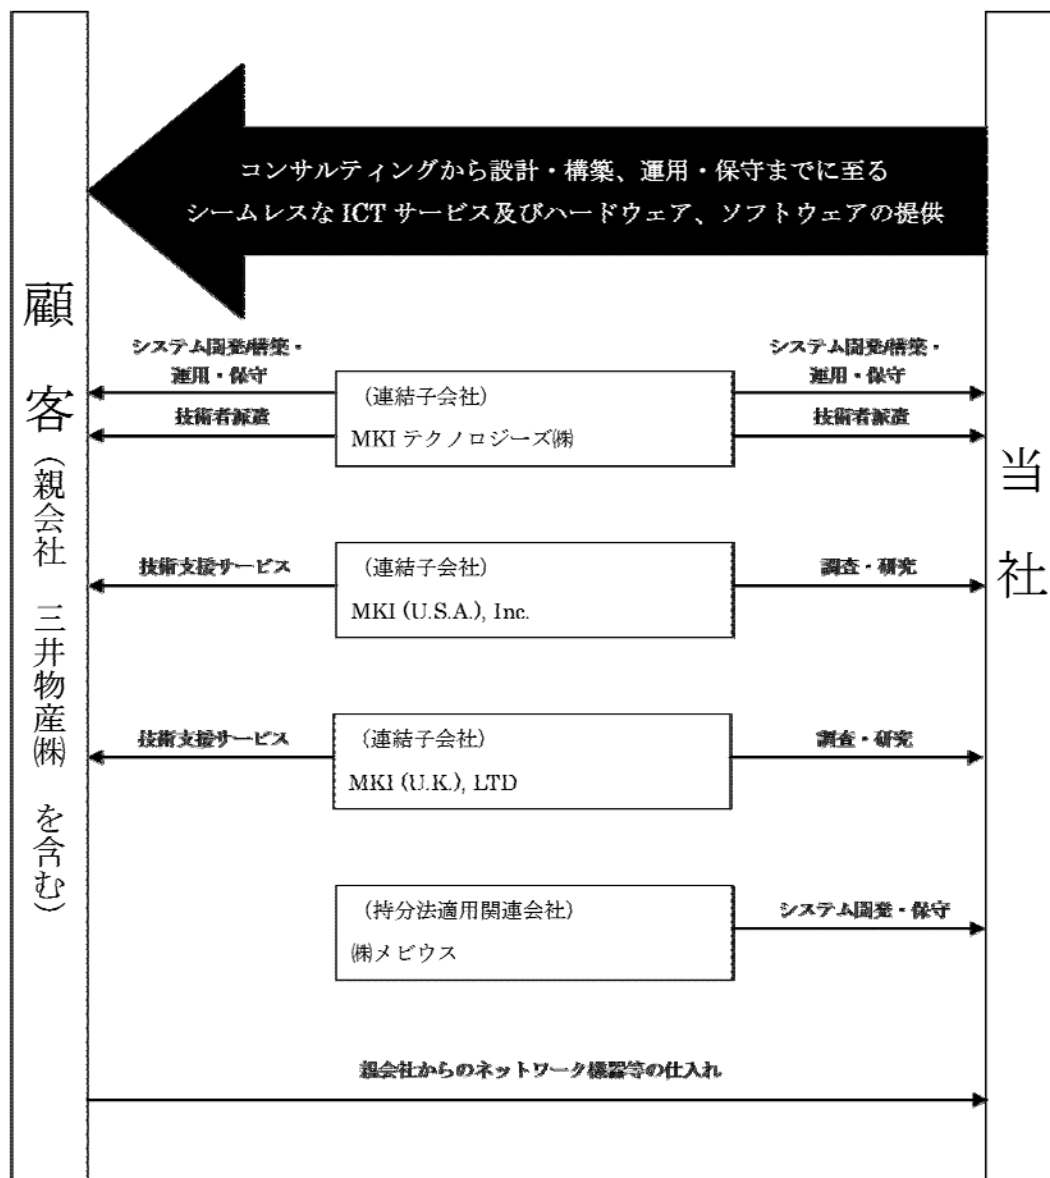 コンサルティングから設計・構築、運用・保守までに至る
シームレスな ICT サービス及びハードウェア、ソフトウェアの提供
顧客（親会社　三井物産㈱　を含む）
当社
システム開発/構築・
運用・保守
技術者派遣
（連結子会社）
MKI テクノロジーズ㈱
システム開発/構築・
運用・保守
技術者派遣
技術支援サービス
（連結子会社）
MKI (U.S.A.), Inc.
調査・研究
技術支援サービス
（連結子会社）
MKI (U.K.), LTD
調査・研究
（持分法適用関連会社）
㈱メビウス
システム開発・保守
親会社からのネットワーク機器等の仕入れ